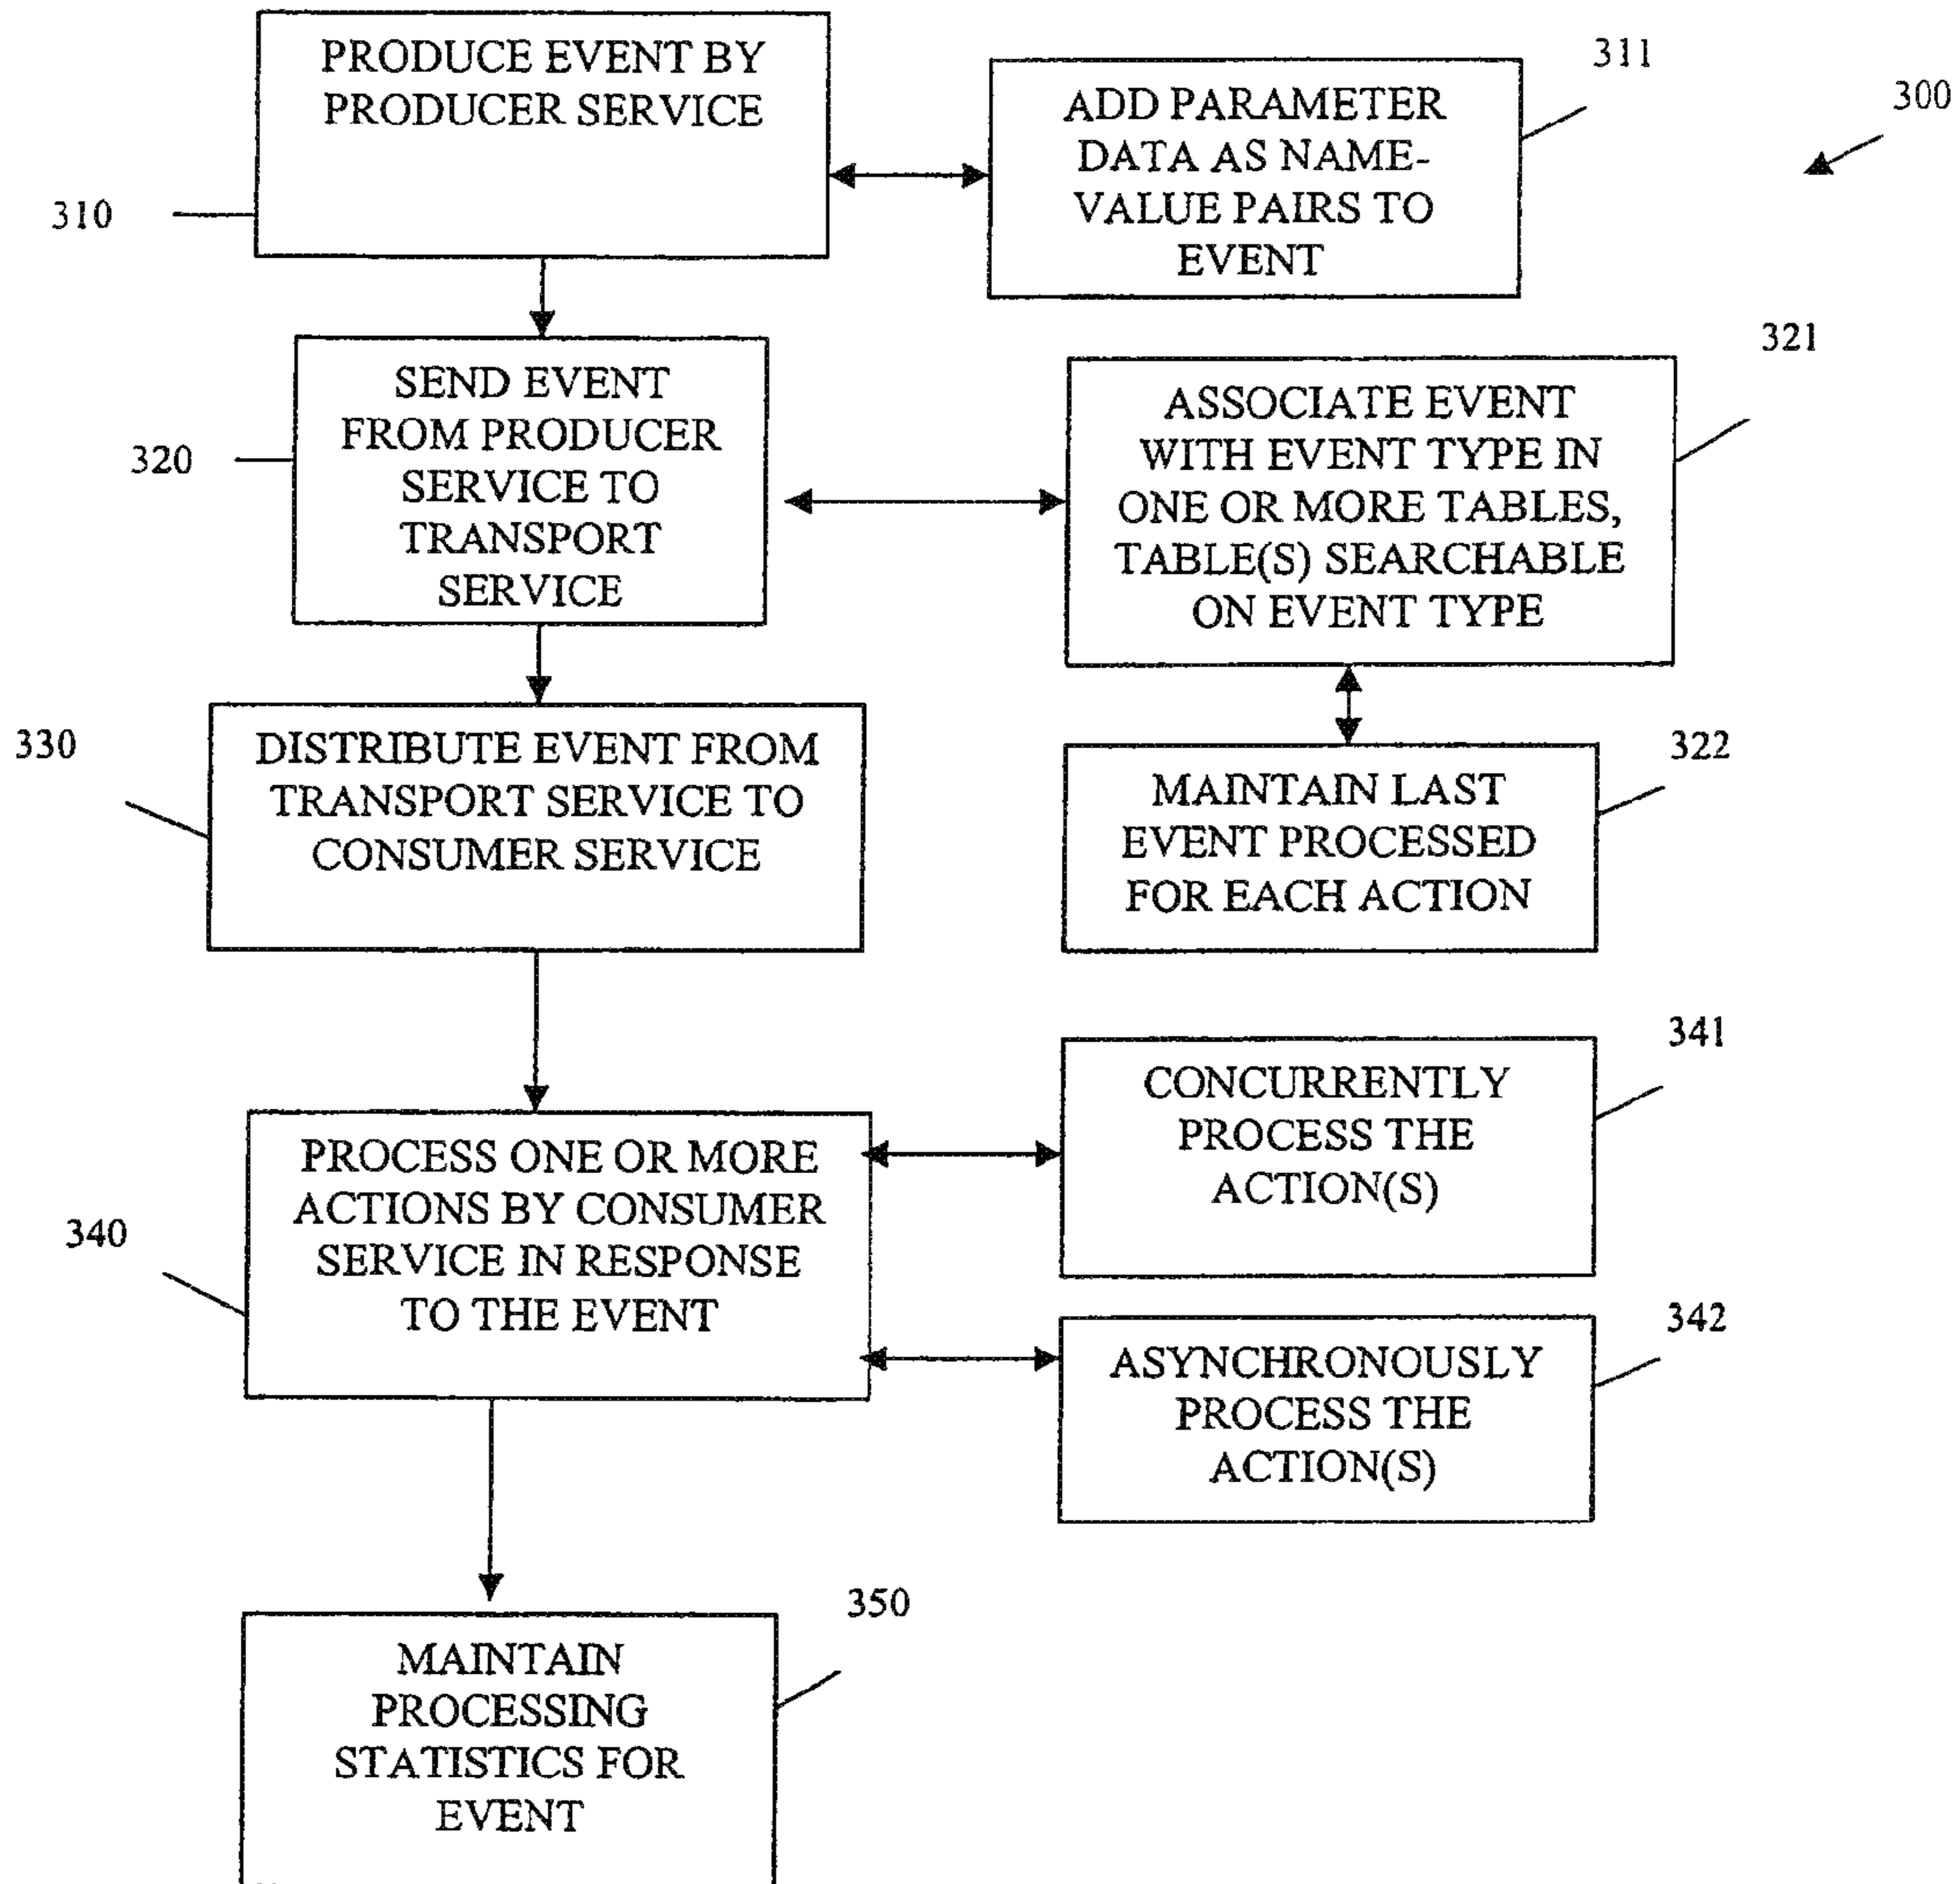 PRODUCE EVENT BY
PRODUCER SERVICE
310
ADD PARAMETER
DATA AS NAME-
VALUE PAIRS TO
EVENT
311
300
SEND EVENT
FROM PRODUCER
SERVICE TO
TRANSPORT
SERVICE
320
ASSOCIATE EVENT
WITH EVENT TYPE IN
ONE OR MORE TABLES,
TABLE(S) SEARCHABLE
ON EVENT TYPE
321
DISTRIBUTE EVENT FROM
TRANSPORT SERVICE TO
CONSUMER SERVICE
330
MAINTAIN LAST
EVENT PROCESSED
FOR EACH ACTION
322
PROCESS ONE OR MORE
ACTIONS BY CONSUMER
SERVICE IN RESPONSE
TO THE EVENT
340
CONCURRENTLY
PROCESS THE
ACTION(S)
341
ASYNCHRONOUSLY
PROCESS THE
ACTION(S)
342
MAINTAIN
PROCESSING
STATISTICS FOR
EVENT
350